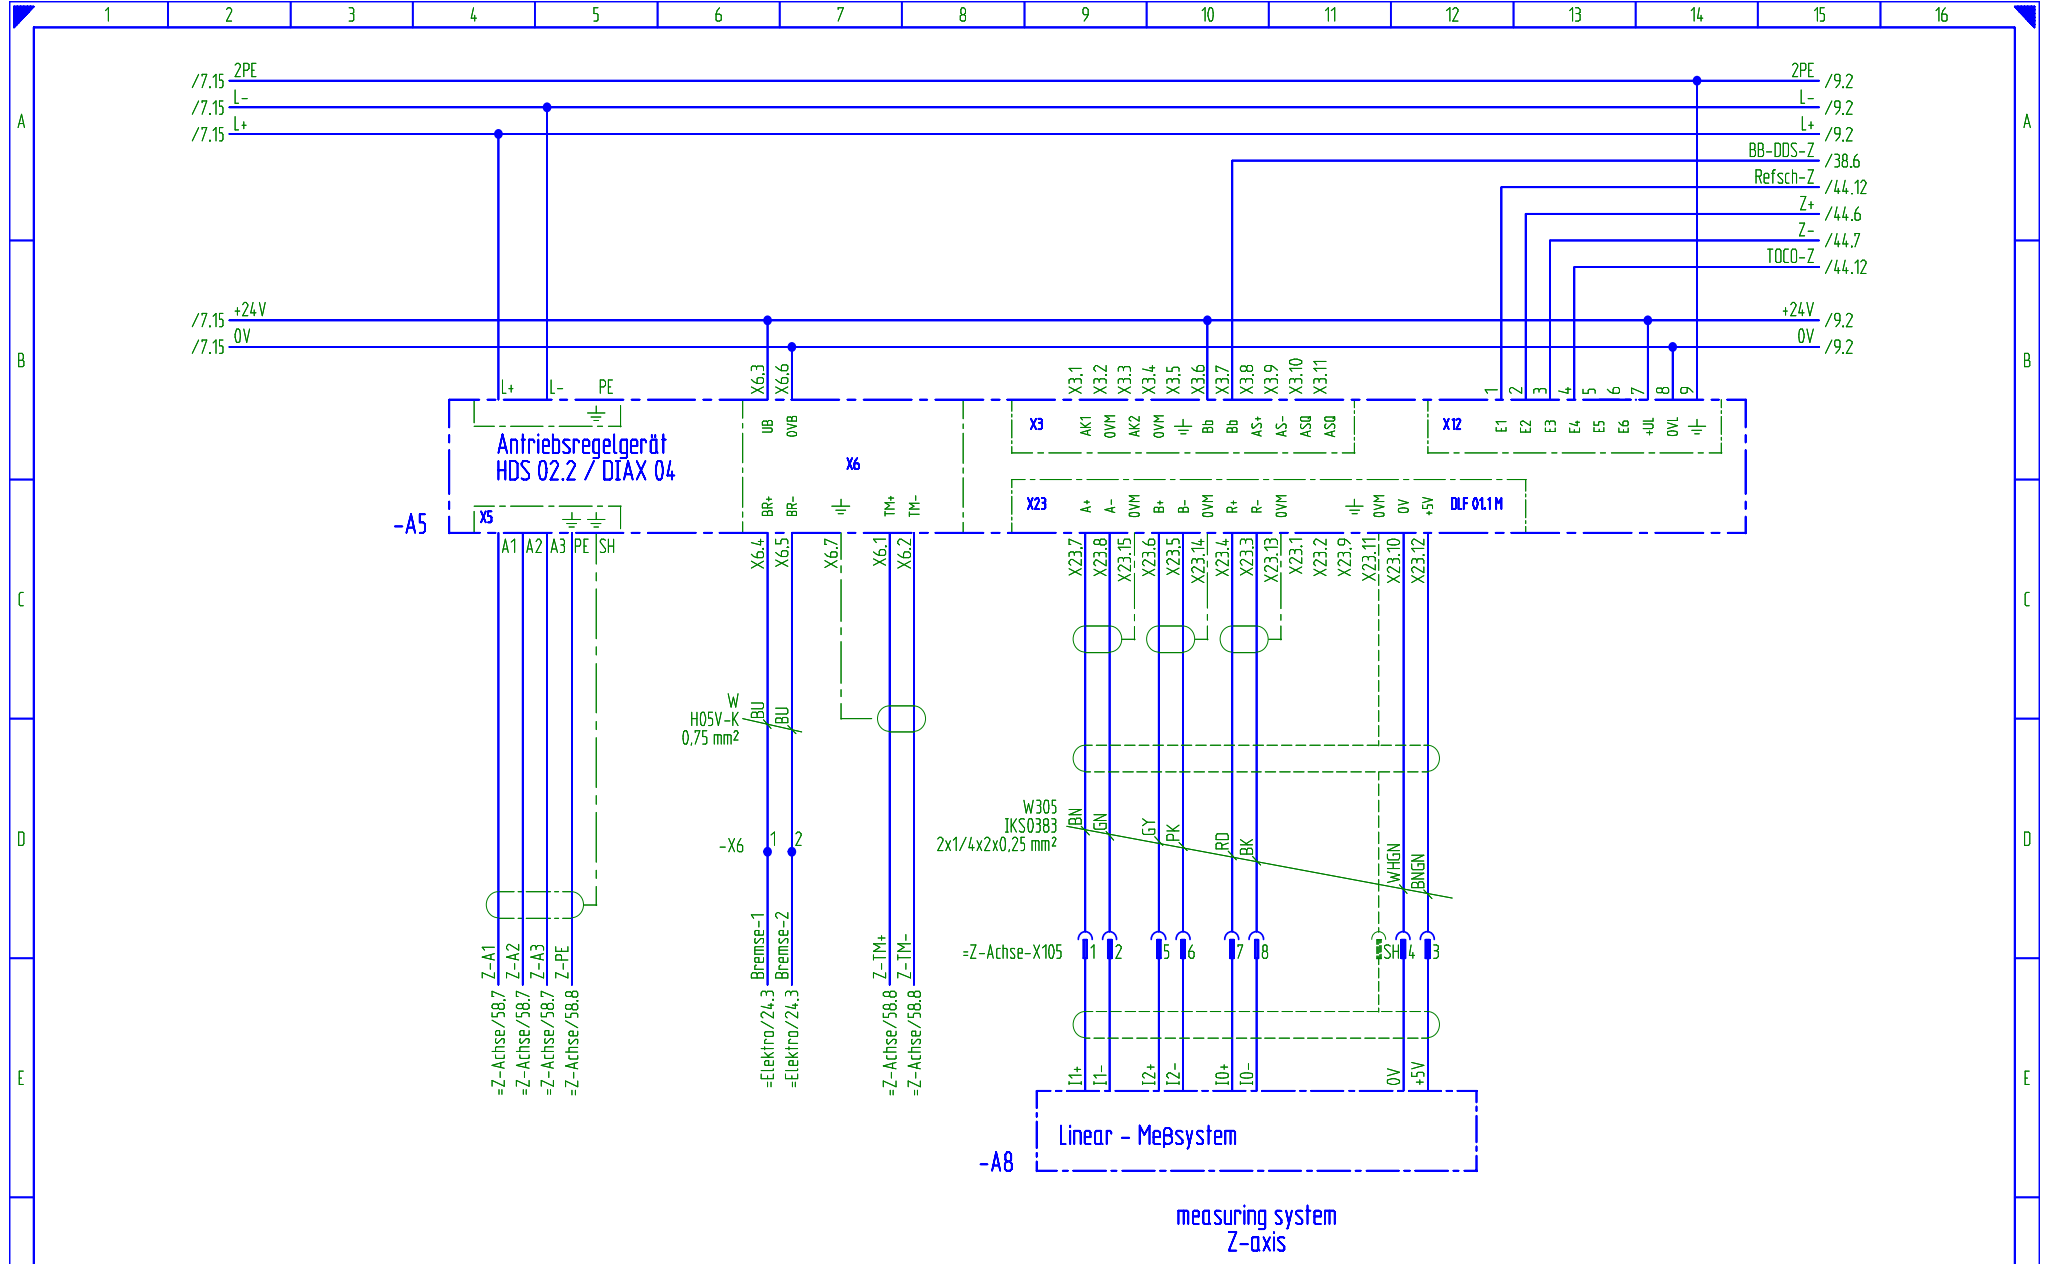 1 2 3 4 5 6 7 8 9 10 11 12 13 14 15 16
2PE 2PE
/7.15 /9.2
L- L-
/7.15 /9.2
A A
L+ L+
/7.15 /9.2
BB-DDS-Z
/38.6
Refsch-Z
/44.12
Z+
/44.6
Z-
/44.7
TOCO-Z
/44.12
+24V +24V
/7.15 /9.2
0V 0V
/7.15 /9.2
B B
L+ L- PE
X6.3 X6.6
X3.1 X3.2 X3.3 X3.4 X3.5 X3.6 X3.7 X3.8 X3.9 X3.10 X3.11
1 2 3 4 5 6 7 8 9
UB 0VB
X3 AK1 0VM AK2 0VM Bb Bb AS+ AS- ASQ ASQ
X12 E1 E2 E3 E4 E5 E6 +UL 0VL
Antriebsregelgerät
HDS 02.2 / DIAX 04
X6
X5
BR+ BR- TM+ TM-
X23 A+ A- 0VM B+ B- 0VM R+ R- 0VM 0VM 0V +5V DLF 01.1 M
-A5
A1 A2 A3 PE SH
X6.4 X6.5 X6.7 X6.1 X6.2
X23.7 X23.8 X23.15 X23.6 X23.5 X23.14 X23.4 X23.3 X23.13 X23.1 X23.2 X23.9 X23.11 X23.10 X23.12
C C
W
H05V-K
0,75 mm²
BU BU
W305
IKS0383
2x1/4x2x0,25 mm²
BN GN GY PK RD BK WHGN BNGN
D D
-X6 1 2
=Z-Achse-X105 1 2 5 6 7 8 SH 4 3
Z-A1 Z-A2 Z-A3 Z-PE
Bremse-1 Bremse-2
Z-TM+ Z-TM-
=Z-Achse/58.7 =Z-Achse/58.7 =Z-Achse/58.7 =Z-Achse/58.8
=Elektra/24.3 =Elektra/24.3
=Z-Achse/58.8 =Z-Achse/58.8
E E
I1+ I1- I2+ I2- I0+ I0- 0V +5V
Linear - Meßsystem
-A8
measuring system
Z-axis